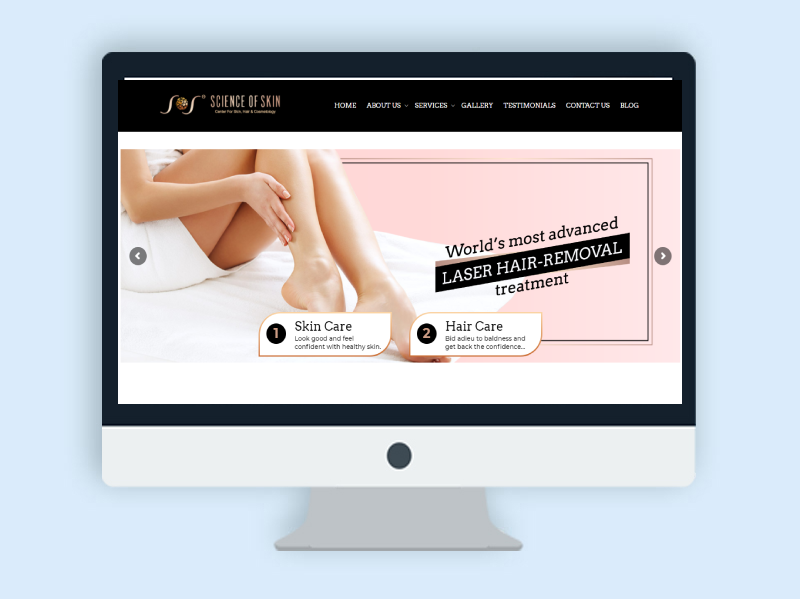 SOS® SCIENCE OF SKIN
Center For Skin, Hair & Cosmetology
HOME ABOUT US SERVICES GALLERY TESTIMONIALS CONTACT US BLOG
World's most advanced
LASER HAIR-REMOVAL
treatment
1 Skin Care
Look good and feel
confident with healthy skin.
2 Hair Care
Bid adieu to baldness and
get back the confidence...